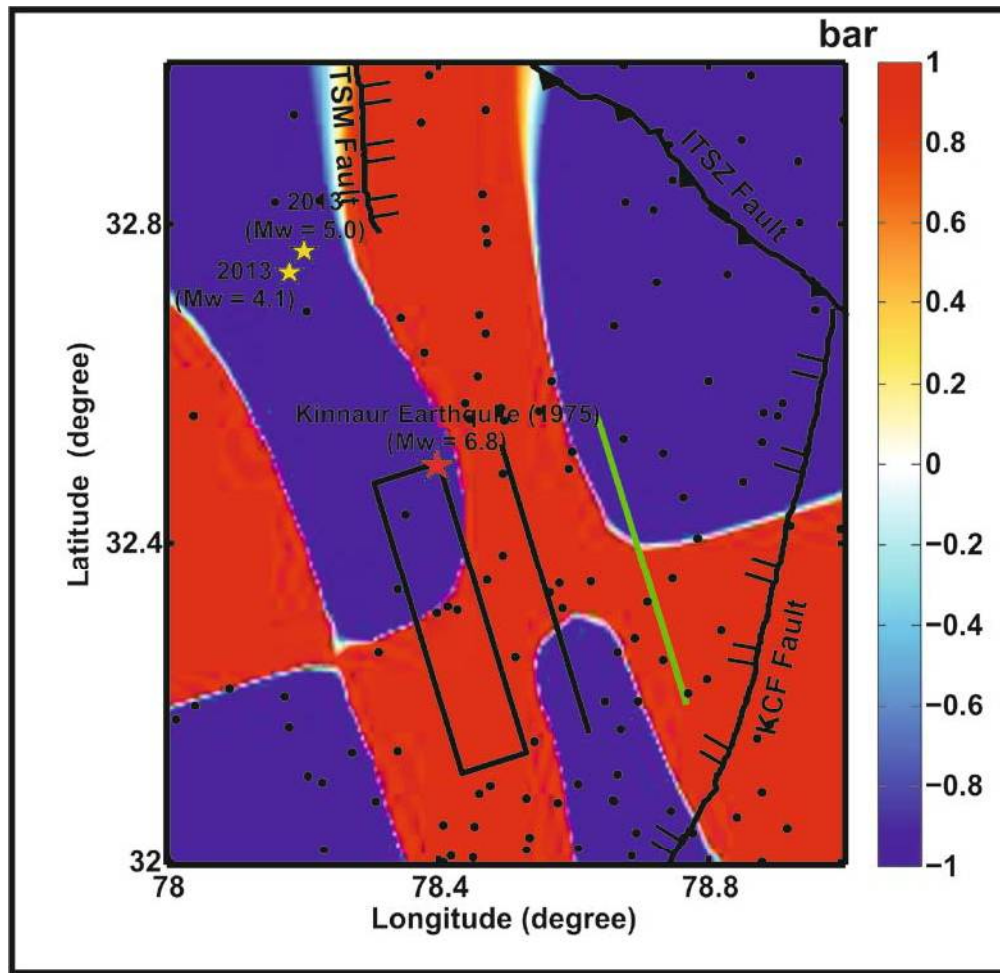 bar
TSM Fault
ITSZ Fault
2013
(Mw = 5.0)
2013
(Mw = 4.1)
Kinnaur Earthquake (1975)
(Mw = 6.8)
KCF Fault
32.8
32.4
32
78
78.4
78.8
Latitude (degree)
Longitude (degree)
1
0.8
0.6
0.4
0.2
0
−0.2
−0.4
−0.6
−0.8
−1